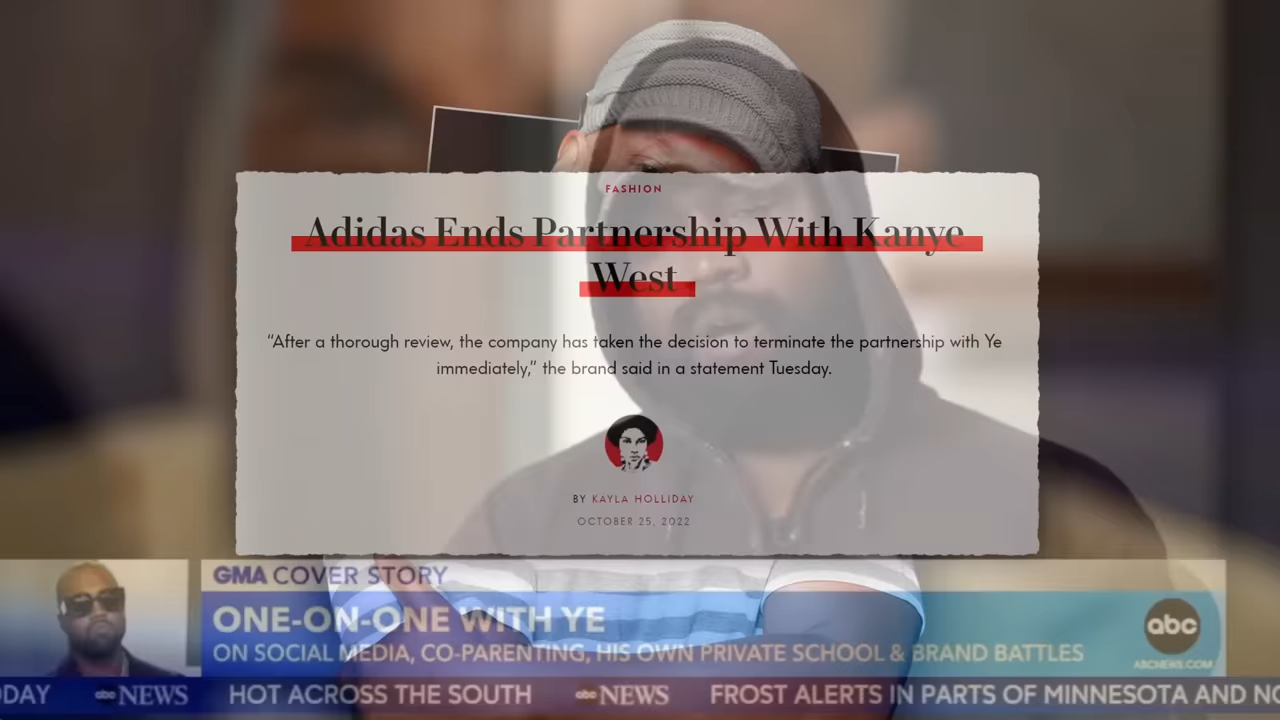 FASHION
Adidas Ends Partnership With Kanye
West
“After a thorough review, the company has taken the decision to terminate the partnership with Ye
immediately,” the brand said in a statement Tuesday.
BY KAYLA HOLLIDAY
OCTOBER 25, 2022
GMA COVER STORY
ONE-ON-ONE WITH YE
ON SOCIAL MEDIA, CO-PARENTING, HIS OWN PRIVATE SCHOOL & BRAND BATTLES
abc
ABCNEWS.COM
abc NEWS HOT ACROSS THE SOUTH abc NEWS FROST ALERTS IN PARTS OF MINNESOTA AND